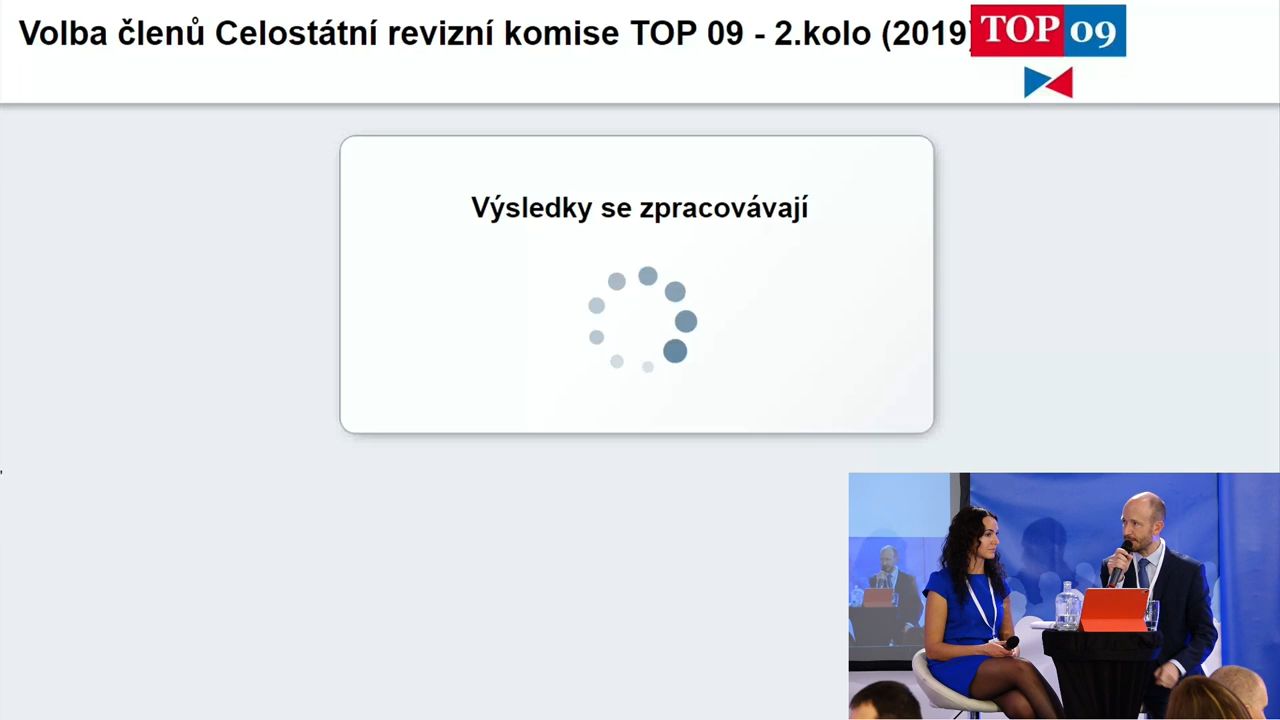 Volba členů Celostátní revizní komise TOP 09 - 2.kolo (2019)
TOP 09
Výsledky se zpracovávají